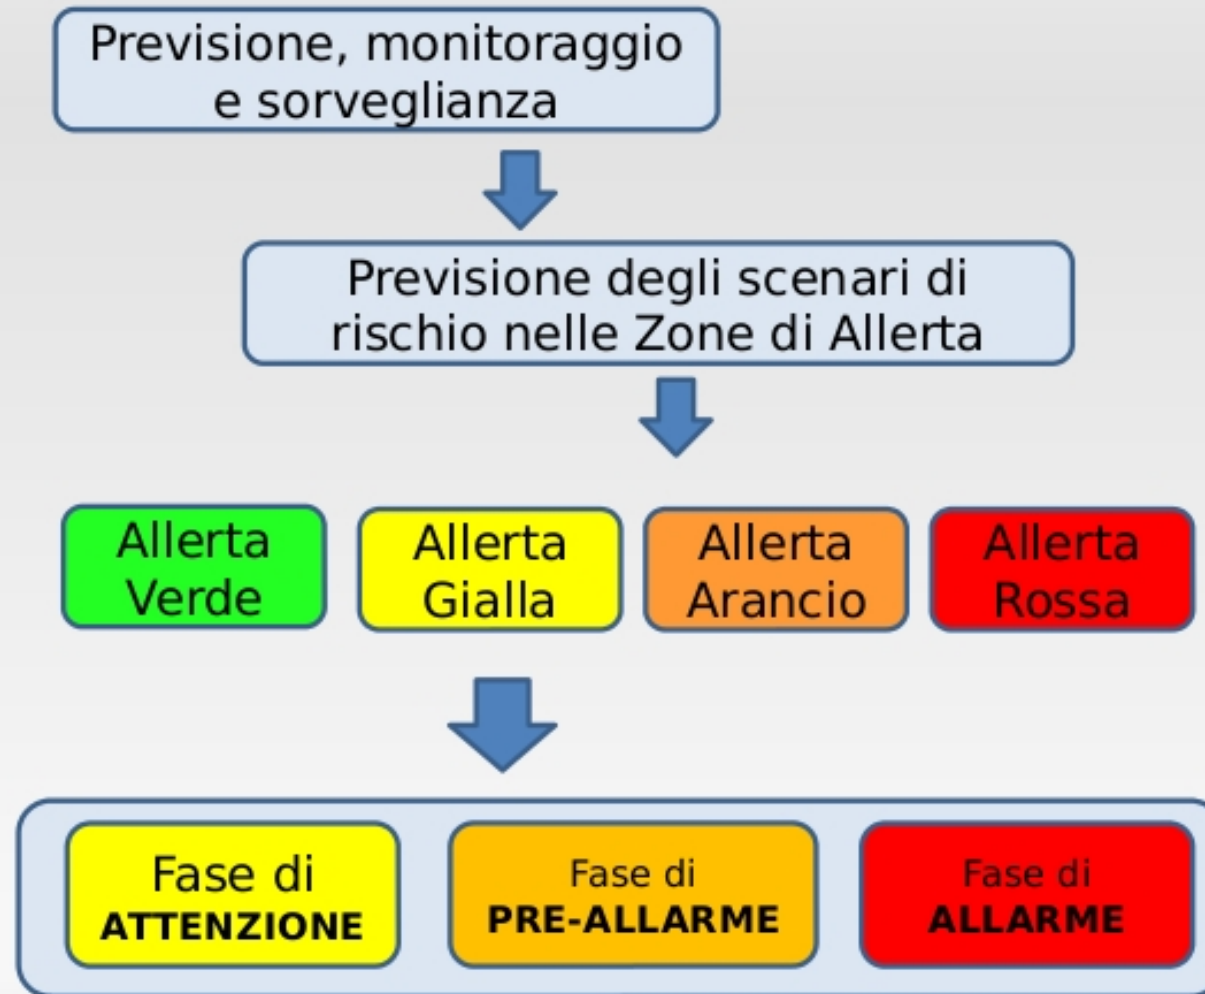 Previsione, monitoraggio
e sorveglianza
Previsione degli scenari di
rischio nelle Zone di Allerta
Allerta
Verde
Allerta
Gialla
Allerta
Arancio
Allerta
Rossa
Fase di
ATTENZIONE
Fase di
PRE-ALLARME
Fase di
ALLARME